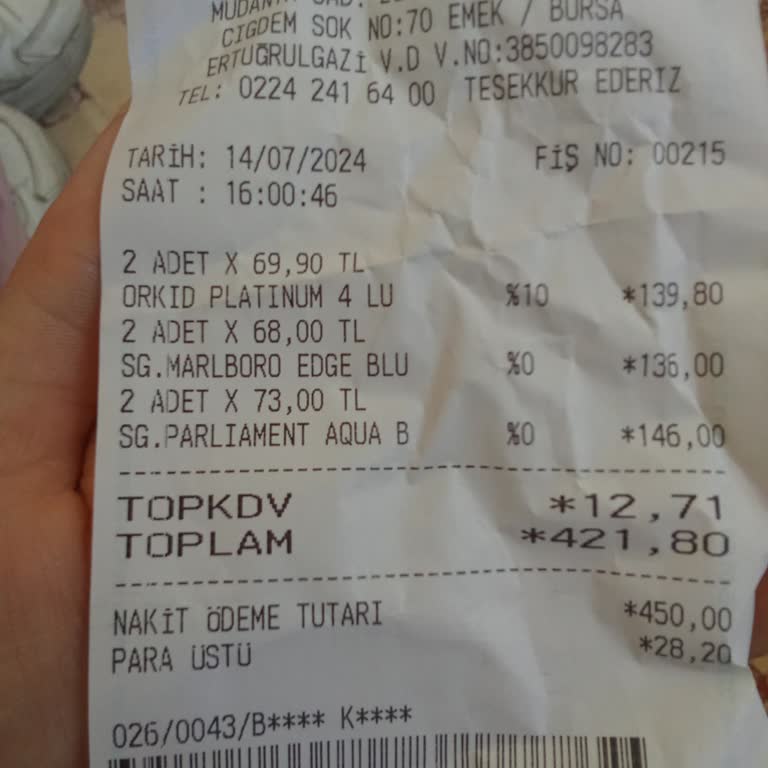 MUDANYA CAD.
CIGDEM SOK NO:70 EMEK / BURSA
ERTUĞRULGAZİ V.D V.NO:3850098283
TEL: 0224 241 64 00 TESEKKUR EDERIZ
TARİH: 14/07/2024 FİŞ NO: 00215
SAAT : 16:00:46
2 ADET X 69,90 TL
ORKID PLATINUM 4 LU %10 *139,80
2 ADET X 68,00 TL
SG.MARLBORO EDGE BLU %0 *136,00
2 ADET X 73,00 TL
SG.PARLIAMENT AQUA B %0 *146,00
TOPKDV *12,71
TOPLAM *421,80
NAKİT ÖDEME TUTARI *450,00
PARA ÜSTÜ *28,20
026/0043/B**** K****